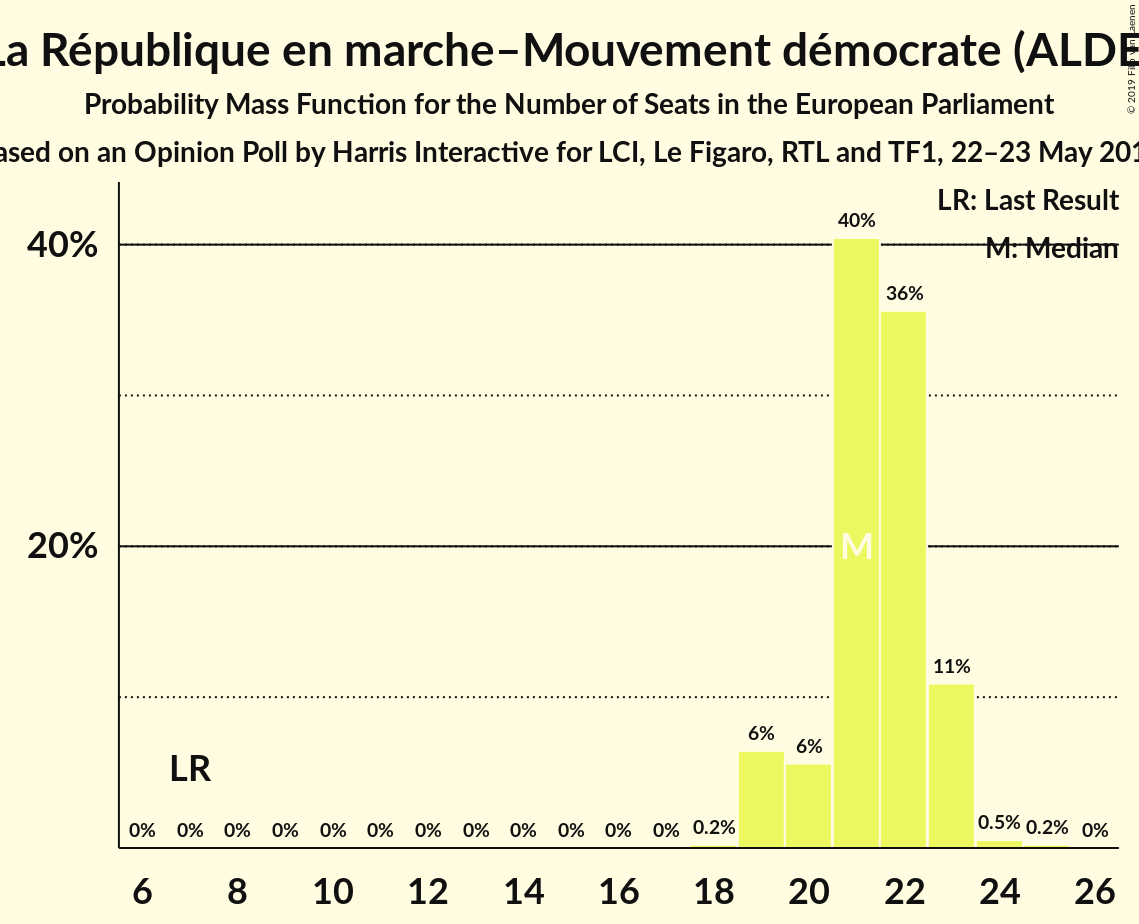 La République en marche–Mouvement démocrate (ALDE
Probability Mass Function for the Number of Seats in the European Parliament
ased on an Opinion Poll by Harris Interactive for LCI, Le Figaro, RTL and TF1, 22–23 May 201
© 2019
LR: Last Result
M: Median
40%
20%
40%
36%
M
11%
6%
6%
LR
0% 0% 0% 0% 0% 0% 0% 0% 0% 0% 0% 0% 0.2% 0.5% 0.2% 0%
6 8 10 12 14 16 18 20 22 24 26